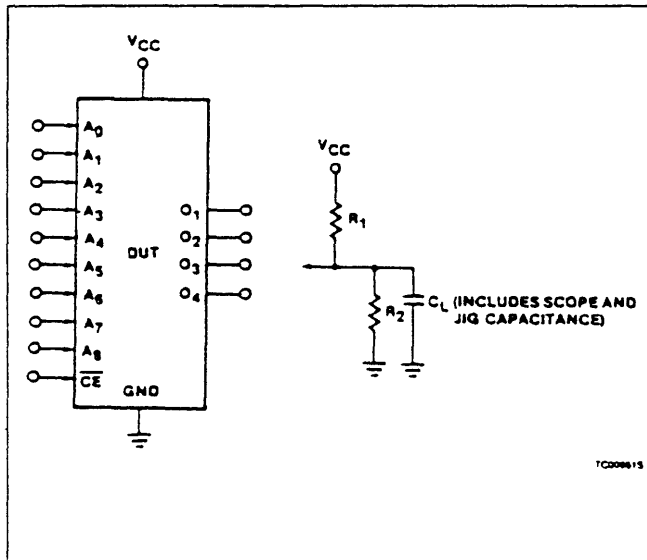 VCC
A0
A1
A2
A3
A4
A5
A6
A7
A8
CE
DUT
O1
O2
O3
O4
GND
VCC
R1
R2
CL (INCLUDES SCOPE AND
JIG CAPACITANCE)